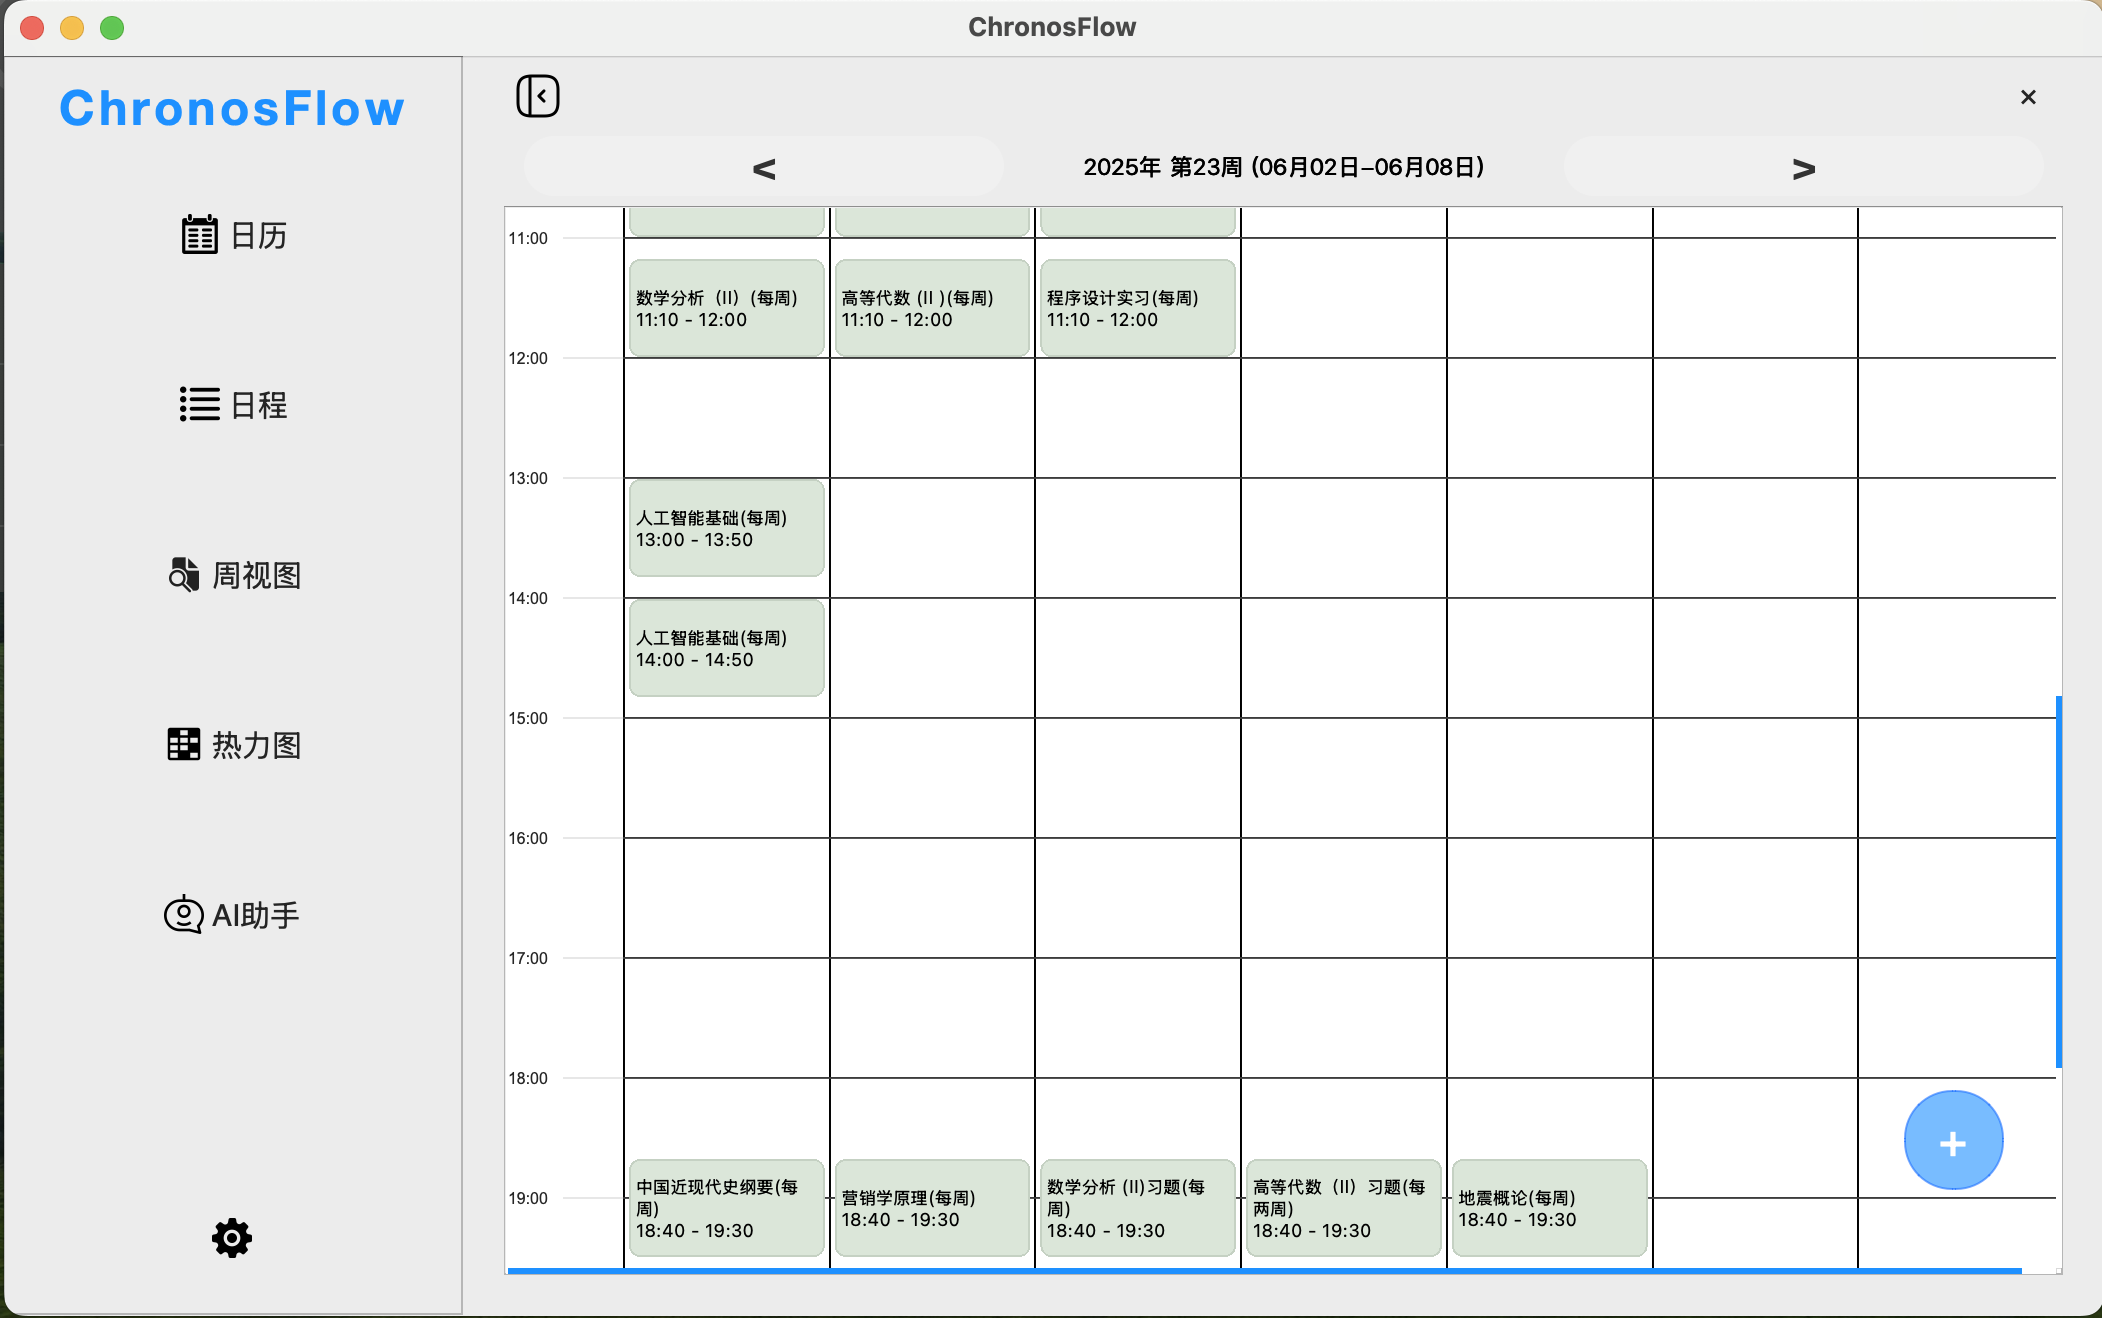 ChronosFlow
ChronosFlow
日历
日程
周视图
热力图
AI助手
<
2025年 第23周 (06月02日-06月08日)
>
11:00
数学分析（II）(每周)
11:10 - 12:00
高等代数 (II )(每周)
11:10 - 12:00
程序设计实习(每周)
11:10 - 12:00
12:00
13:00
人工智能基础(每周)
13:00 - 13:50
14:00
人工智能基础(每周)
14:00 - 14:50
15:00
16:00
17:00
18:00
19:00
中国近现代史纲要(每
周)
18:40 - 19:30
营销学原理(每周)
18:40 - 19:30
数学分析 (II)习题(每
周)
18:40 - 19:30
高等代数（II）习题(每
两周)
18:40 - 19:30
地震概论(每周)
18:40 - 19:30
+